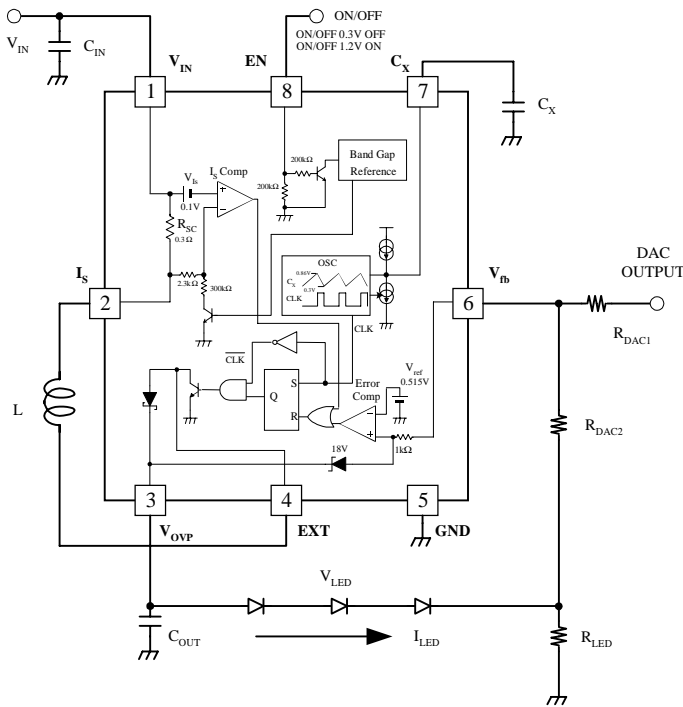 ON/OFF
ON/OFF 0.3V OFF
ON/OFF 1.2V ON
V_IN
C_IN
V_IN
EN
C_X
1
8
7
C_X
200kΩ
Band Gap
Reference
V_Is
I_S Comp
0.1V
200kΩ
R_SC
0.3Ω
OSC
DAC
OUTPUT
I_S
2.3kΩ
300kΩ
0.86V
C_X
0.3V
CLK
V_fb
2
6
R_DAC1
CLK
CLK
V_ref
0.515V
Error
Comp
S
Q
R
L
R_DAC2
18V
1kΩ
3
4
5
V_OVP
EXT
GND
V_LED
C_OUT
I_LED
R_LED